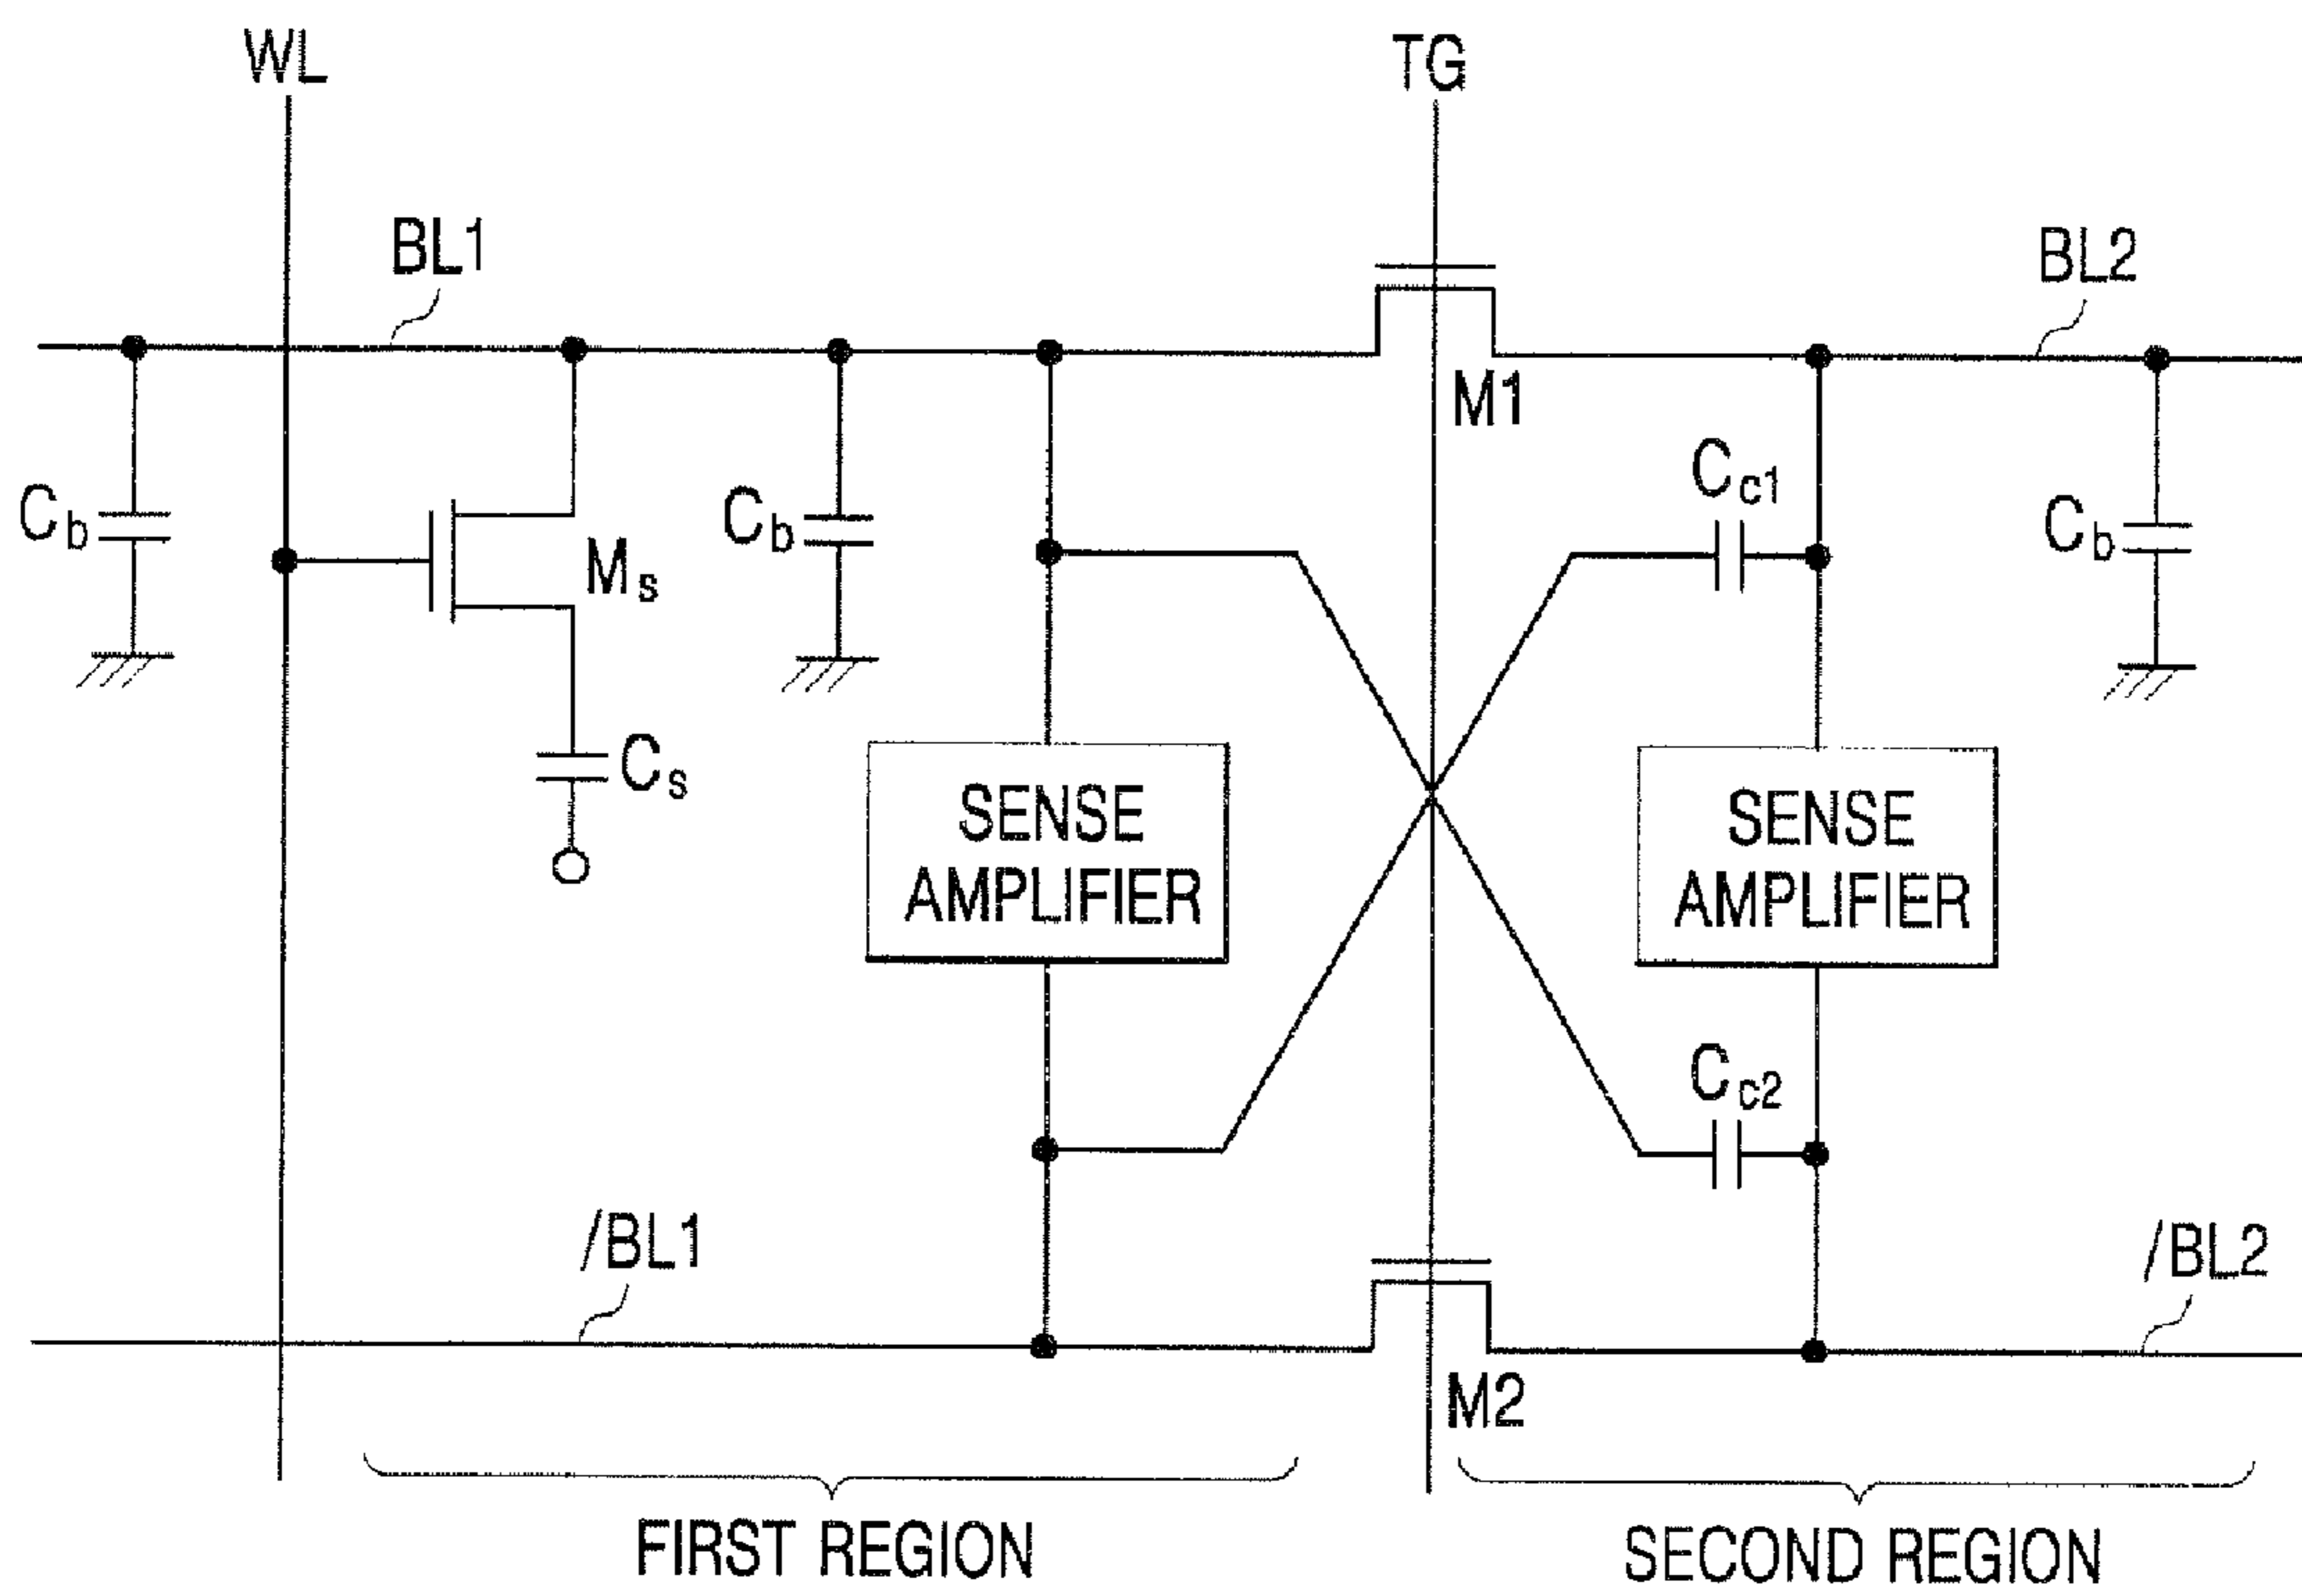 WL
TG
BL1
BL2
M1
Cc1
Cb
Ms
Cb
Cb
Cs
SENSE
AMPLIFIER
SENSE
AMPLIFIER
Cc2
/BL1
/BL2
M2
FIRST REGION
SECOND REGION